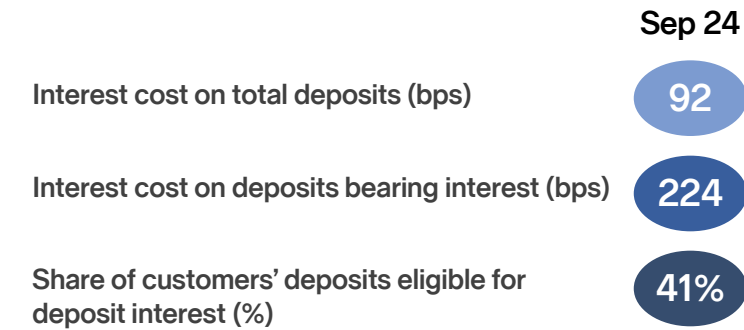 Sep 24
Interest cost on total deposits (bps)
92
Interest cost on deposits bearing interest (bps)
224
Share of customers’ deposits eligible for
deposit interest (%)
41%